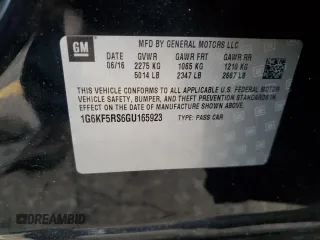 GM
MFD BY GENERAL MOTORS LLC
DATE GVWR GAWR FRT GAWR RR
06/16 2275 KG 1065 KG 1210 KG
5014 LB 2347 LB 2667 LB
THIS VEHICLE CONFORMS TO ALL APPLICABLE U.S. FEDERAL MOTOR
VEHICLE SAFETY, BUMPER, AND THEFT PREVENTION STANDARDS IN
EFFECT ON THE DATE OF MANUFACTURE SHOWN ABOVE.
1G6KF5RS6GU165923 TYPE: PASS CAR
DREAMBID